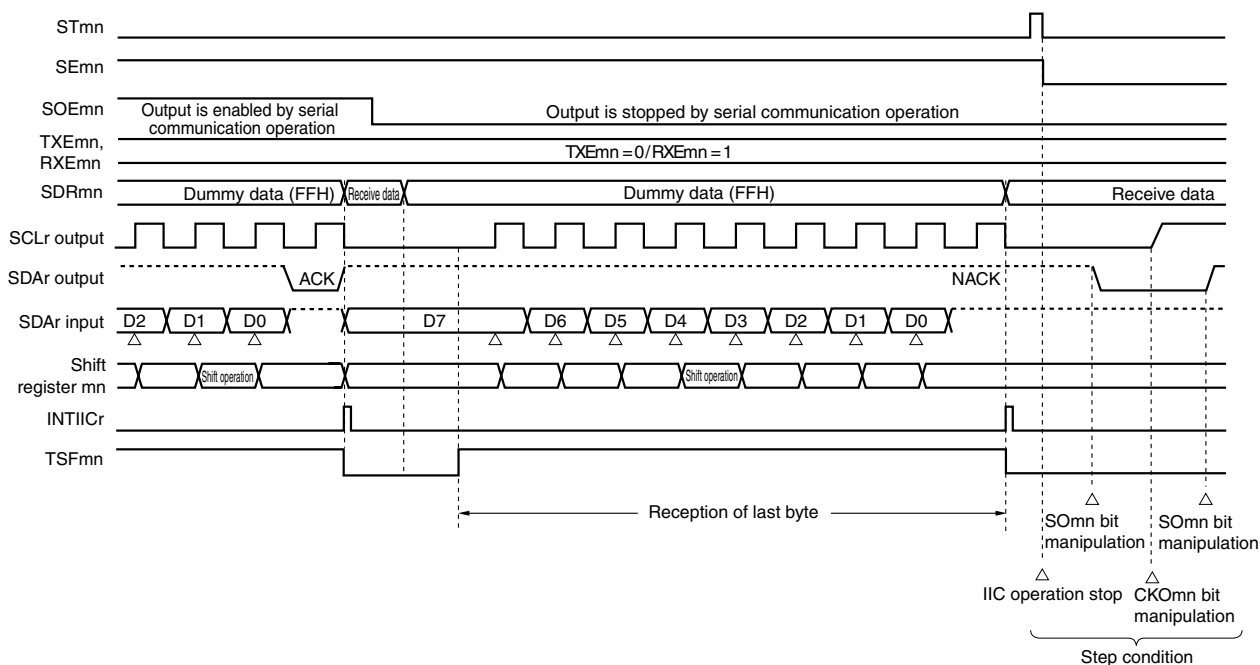 STmn
SEmn
SOEmn
Output is enabled by serial
communication operation
Output is stopped by serial communication operation
TXEmn,
RXEmn
TXEmn = 0 / RXEmn = 1
SDRmn
Dummy data (FFH)
Receive data
Dummy data (FFH)
Receive data
SCLr output
SDAr output
ACK
NACK
SDAr input
D2
D1
D0
D7
D6
D5
D4
D3
D2
D1
D0
Shift
register mn
Shift operation
Shift operation
INTIICr
TSFmn
Reception of last byte
SOmn bit
manipulation
SOmn bit
manipulation
IIC operation stop
CKOmn bit
manipulation
Step condition